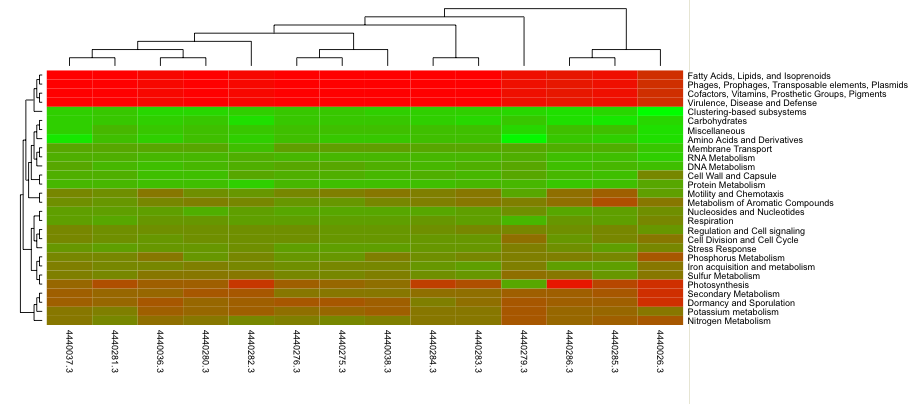 Fatty Acids, Lipids, and Isoprenoids
Phages, Prophages, Transposable elements, Plasmids
Cofactors, Vitamins, Prosthetic Groups, Pigments
Virulence, Disease and Defense
Clustering-based subsystems
Carbohydrates
Miscellaneous
Amino Acids and Derivatives
Membrane Transport
RNA Metabolism
DNA Metabolism
Cell Wall and Capsule
Protein Metabolism
Motility and Chemotaxis
Metabolism of Aromatic Compounds
Nucleosides and Nucleotides
Respiration
Regulation and Cell signaling
Cell Division and Cell Cycle
Stress Response
Phosphorus Metabolism
Iron acquisition and metabolism
Sulfur Metabolism
Photosynthesis
Secondary Metabolism
Dormancy and Sporulation
Potassium metabolism
Nitrogen Metabolism
4440037.3
4440281.3
4440036.3
4440280.3
4440282.3
4440276.3
4440275.3
4440038.3
4440284.3
4440283.3
4440279.3
4440286.3
4440285.3
4440026.3